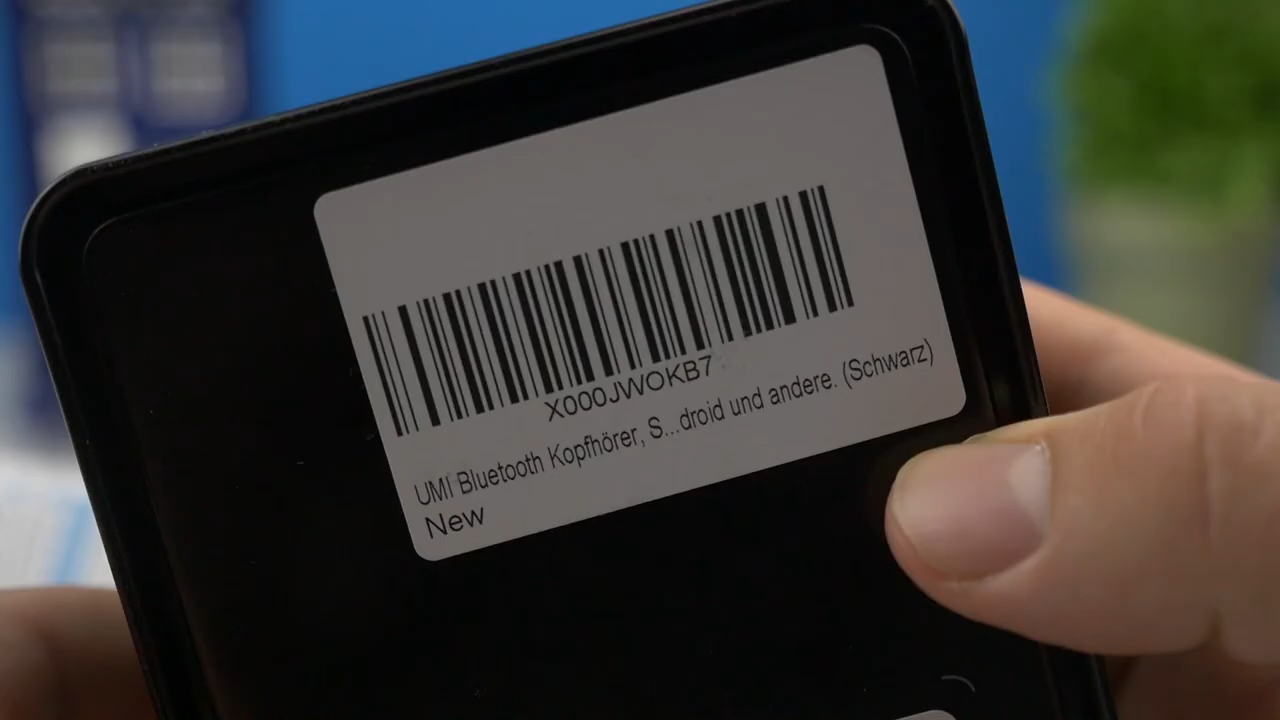 X000JWOKB7
UMI Bluetooth Kopfhörer, S...droid und andere. (Schwarz)
New